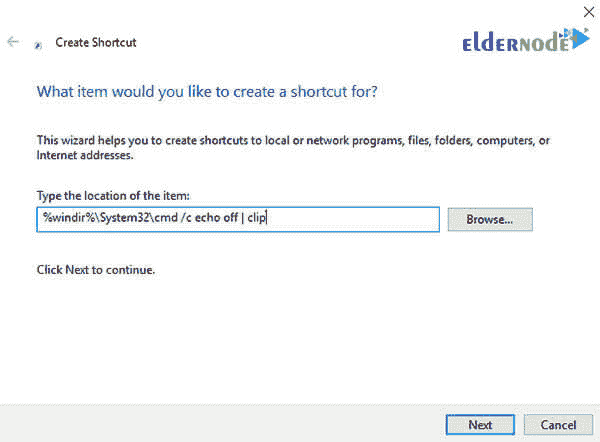 Create Shortcut
ELDERNODE
What item would you like to create a shortcut for?
This wizard helps you to create shortcuts to local or network programs, files, folders, computers, or
Internet addresses.
Type the location of the item:
%windir%\System32\cmd /c echo off | clip
Browse...
Click Next to continue.
Next
Cancel